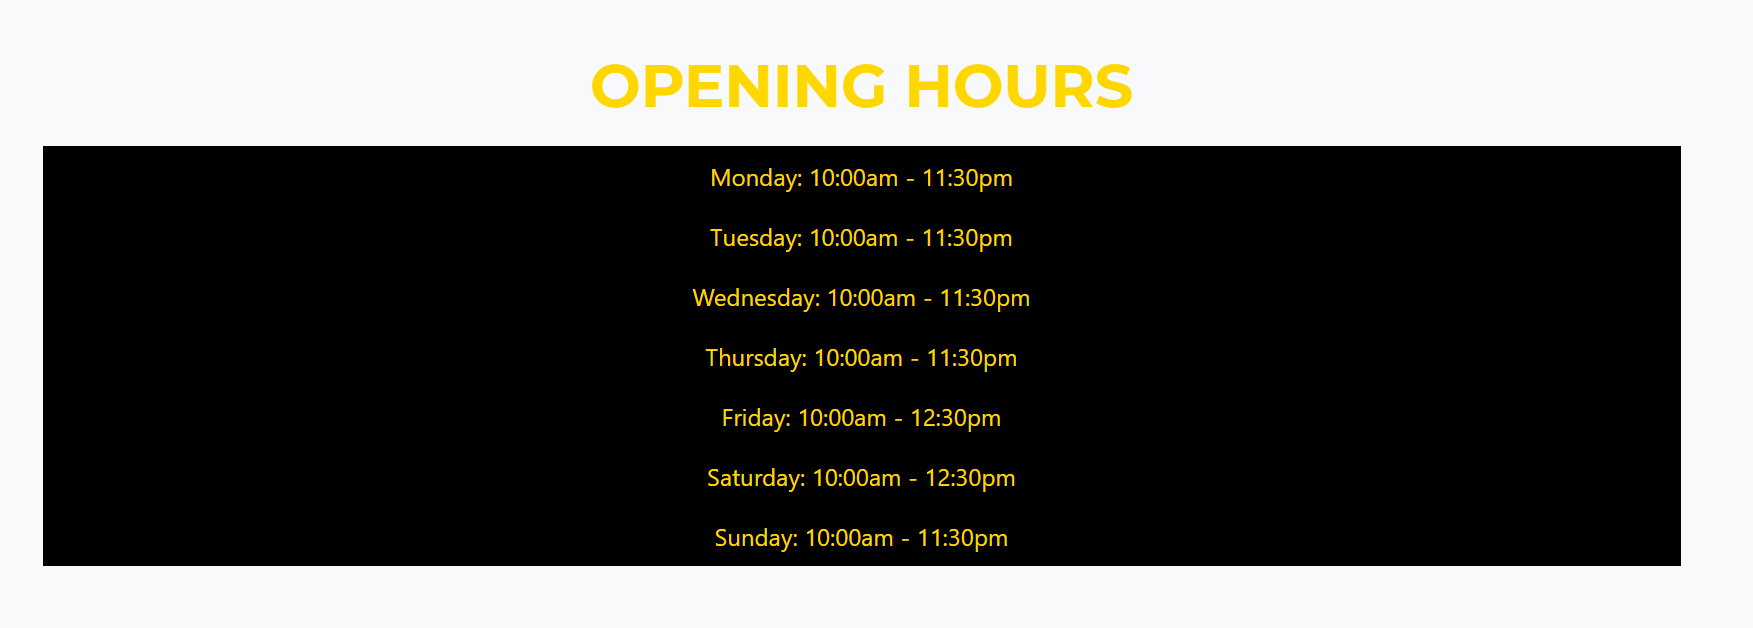 OPENING HOURS
Monday: 10:00am - 11:30pm
Tuesday: 10:00am - 11:30pm
Wednesday: 10:00am - 11:30pm
Thursday: 10:00am - 11:30pm
Friday: 10:00am - 12:30pm
Saturday: 10:00am - 12:30pm
Sunday: 10:00am - 11:30pm